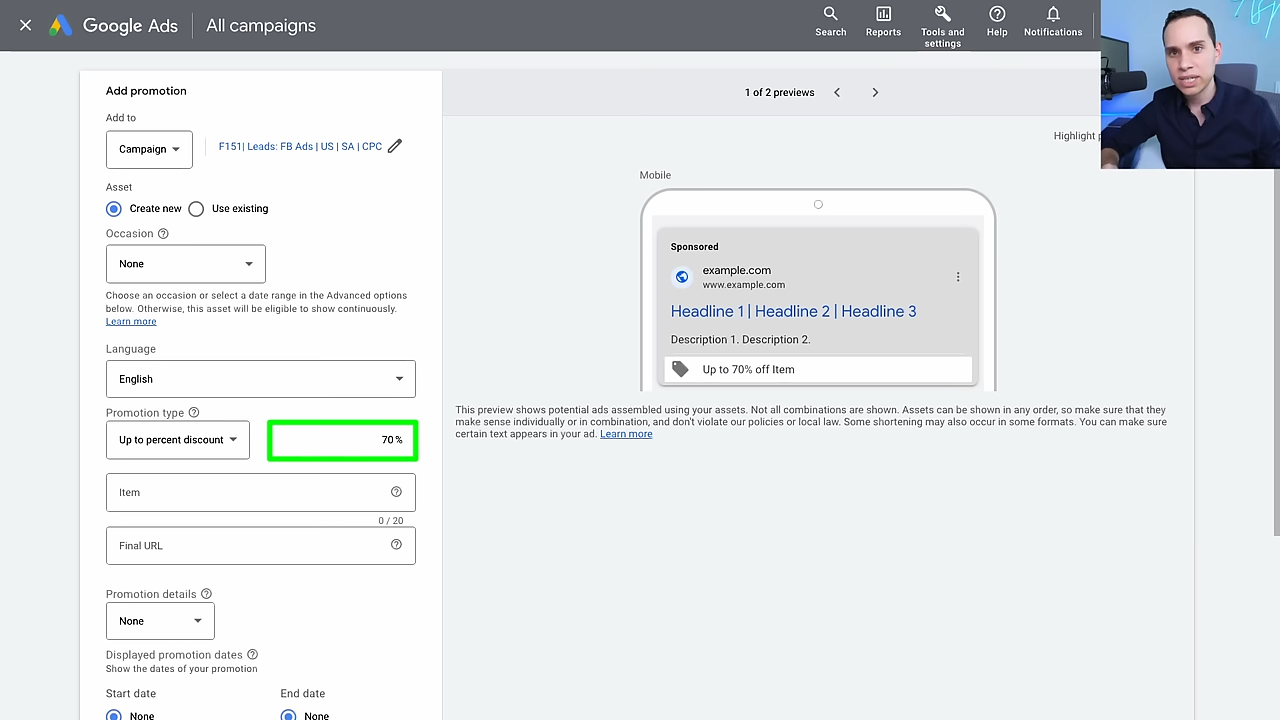 Google Ads
All campaigns
Search
Reports
Tools and
settings
Help
Notifications
Add promotion
Add to
Campaign
F151| Leads: FB Ads | US | SA | CPC
Asset
Create new
Use existing
Occasion
None
Choose an occasion or select a date range in the Advanced options
below. Otherwise, this asset will be eligible to show continuously.
Learn more
Language
English
Promotion type
Up to percent discount
70 %
Item
0 / 20
Final URL
Promotion details
None
Displayed promotion dates
Show the dates of your promotion
Start date
End date
None
None
1 of 2 previews
Highlight
Mobile
Sponsored
example.com
www.example.com
Headline 1 | Headline 2 | Headline 3
Description 1. Description 2.
Up to 70% off Item
This preview shows potential ads assembled using your assets. Not all combinations are shown. Assets can be shown in any order, so make sure that they
make sense individually or in combination, and don't violate our policies or local law. Some shortening may also occur in some formats. You can make sure
certain text appears in your ad. Learn more